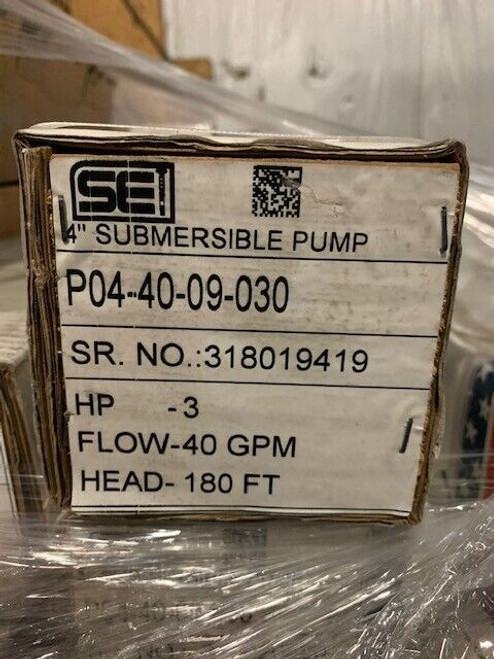 SEI
4" SUBMERSIBLE PUMP
P04-40-09-030
SR. NO.:318019419
HP -3
FLOW-40 GPM
HEAD- 180 FT